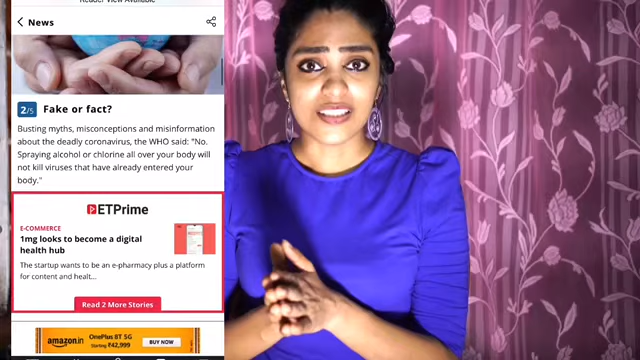 Reader View Available
News
2/5 Fake or fact?
Busting myths, misconceptions and misinformation
about the deadly coronavirus, the WHO said: "No.
Spraying alcohol or chlorine all over your body will
not kill viruses that have already entered your
body."
ETPrime
E-COMMERCE
1mg looks to become a digital
health hub
The startup wants to be an e-pharmacy plus a platform
for content and healt...
Read 2 More Stories
amazon.in
OnePlus 8T 5G
Starting ₹42,999
BUY NOW